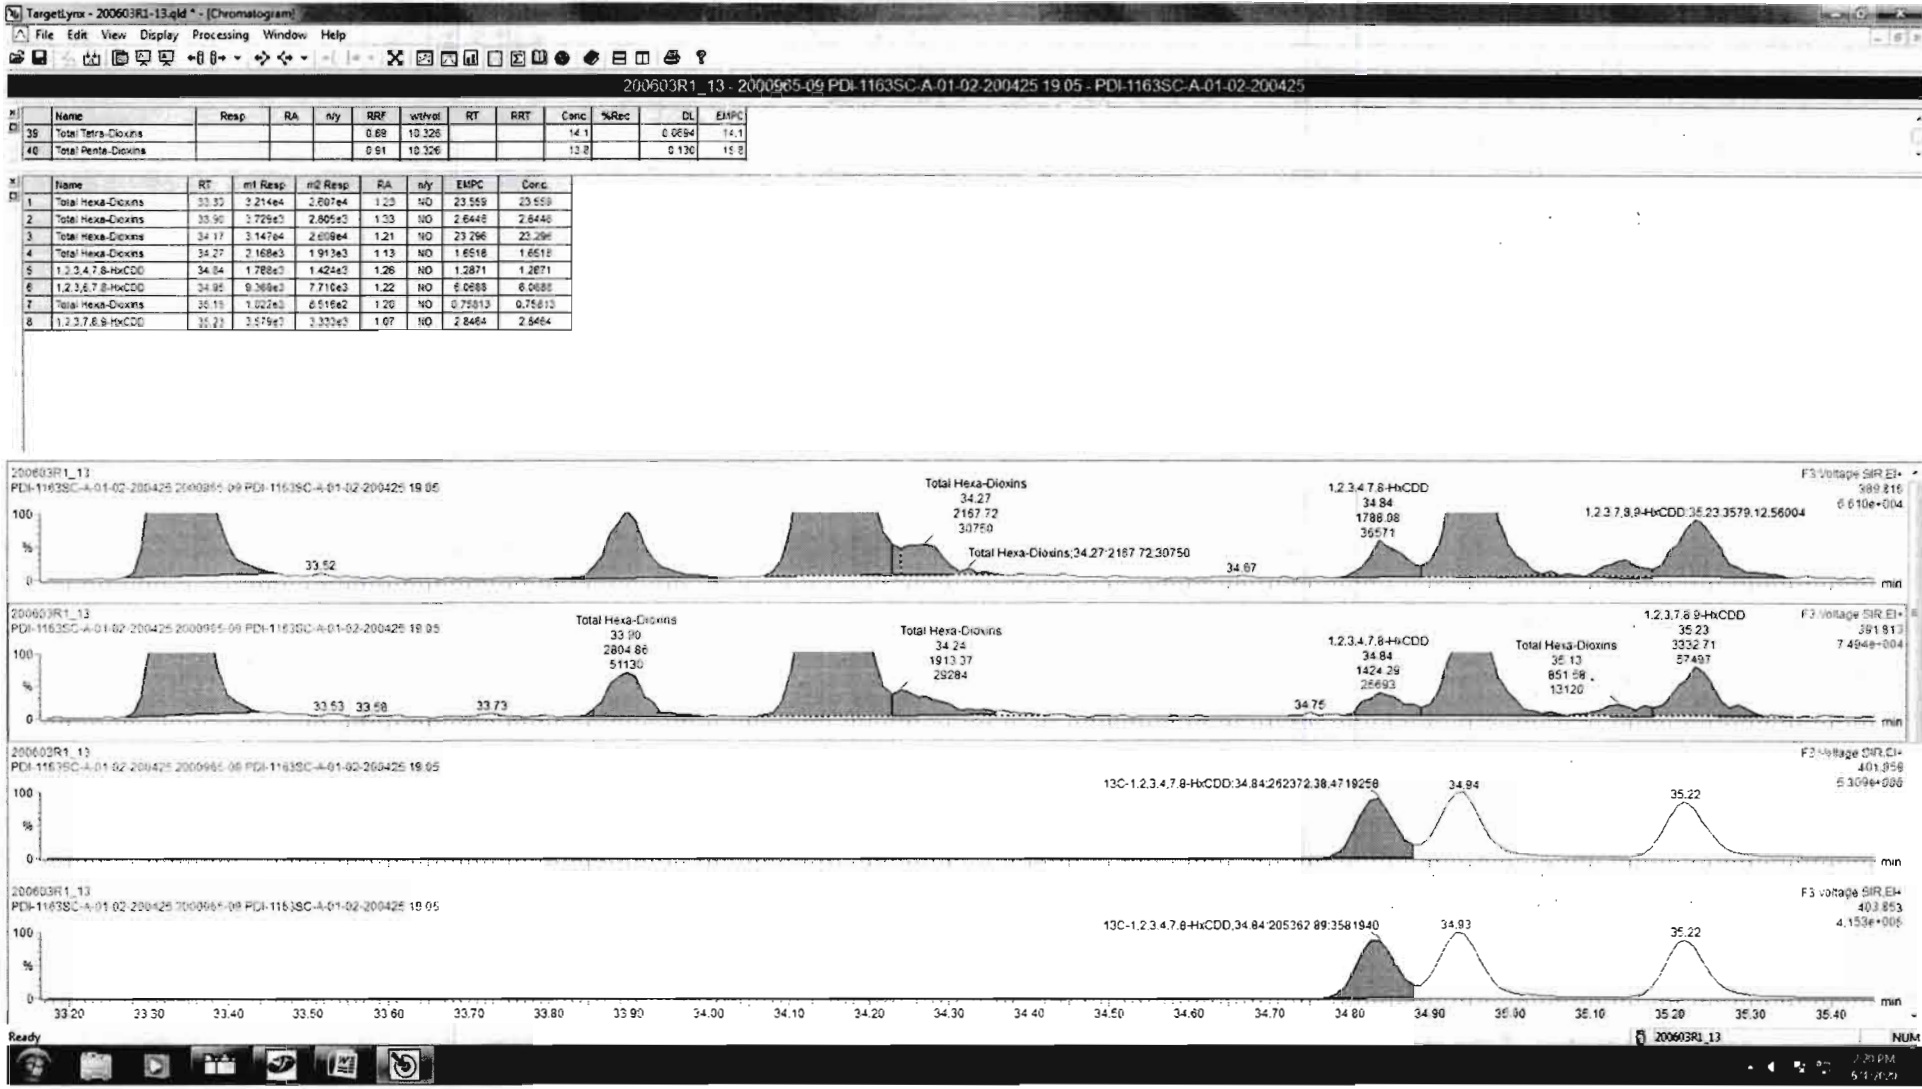 TargetLynx - 200603R1-13.qld * - [Chromatogram]
File Edit View Display Processing Window Help
200603R1_13 - 2000965-09 PDI-1163SC-A-01-02-200425 19 05 - PDI-1163SC-A-01-02-200425
Name Resp RA n/y RRF wt/vol RT RRT Conc %Rec DL EMPC
39 Total Tetra-Dioxins 0.89 10.326 14.1 0.0694 14.1
40 Total Penta-Dioxins 0.91 10.326 13.8 0.130 15.8
Name RT m1 Resp m2 Resp RA n/y EMPC Conc.
1 Total Hexa-Dioxins 33.33 3.214e4 2.607e4 1.23 NO 23.559 23.559
2 Total Hexa-Dioxins 33.90 3.729e3 2.805e3 1.33 NO 2.6446 2.6446
3 Total Hexa-Dioxins 34.17 3.147e4 2.609e4 1.21 NO 23.296 23.296
4 Total Hexa-Dioxins 34.27 2.168e3 1.913e3 1.13 NO 1.6518 1.6518
5 1,2,3,4,7,8-HxCDD 34.84 1.788e3 1.424e3 1.26 NO 1.2871 1.2871
6 1,2,3,6,7,8-HxCDD 34.95 9.368e3 7.710e3 1.22 NO 6.0688 6.0688
7 Total Hexa-Dioxins 35.15 1.022e3 8.516e2 1.20 NO 0.75813 0.75813
8 1,2,3,7,8,9-HxCDD 35.23 3.579e3 3.333e3 1.07 NO 2.8464 2.8464
200603R1_13
PDI-1163SC-A-01-02-200425 2000965-09 PDI-1163SC-A-01-02-200425 19 05
F3:Voltage SIR,EI+
389.816
6.610e+004
Total Hexa-Dioxins
34.27
2167.72
30750
Total Hexa-Dioxins;34.27;2167.72;30750
1,2,3,4,7,8-HxCDD
34.84
1788.08
36571
1,2,3,7,8,9-HxCDD;35.23;3579.12;56004
100
%
0
33.52
34.67
min
200603R1_13
PDI-1163SC-A-01-02-200425 2000965-09 PDI-1163SC-A-01-02-200425 19 05
F3:Voltage SIR,EI+
391.813
7.494e+004
Total Hexa-Dioxins
33.90
2804.86
51130
Total Hexa-Dioxins
34.24
1913.37
29284
1,2,3,4,7,8-HxCDD
34.84
1424.29
26693
Total Hexa-Dioxins
35.13
851.58
13120
1,2,3,7,8,9-HxCDD
35.23
3332.71
57497
100
%
0
33.53 33.58 33.73
34.75
min
200603R1_13
PDI-1163SC-A-01-02-200425 2000965-09 PDI-1163SC-A-01-02-200425 19 05
F3:Voltage SIR,EI+
401.856
13C-1,2,3,4,7,8-HxCDD;34.84;262372.38;4719256
34.94
35.22
100
%
0
min
200603R1_13
PDI-1163SC-A-01-02-200425 2000965-09 PDI-1163SC-A-01-02-200425 19 05
F3:Voltage SIR,EI+
403.853
13C-1,2,3,4,7,8-HxCDD;34.84;205362.89;3581940
34.93
35.22
100
%
0
min
33.20 33.30 33.40 33.50 33.60 33.70 33.80 33.90 34.00 34.10 34.20 34.30 34.40 34.50 34.60 34.70 34.80 34.90 35.00 35.10 35.20 35.30 35.40
Ready
200603R1_13
NUM